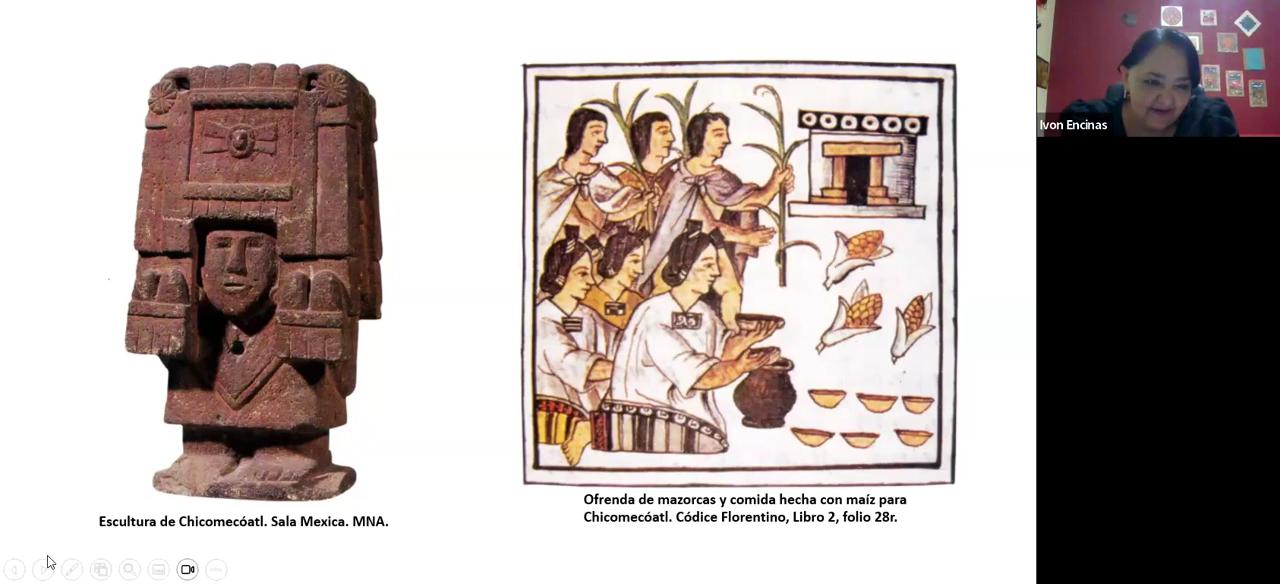 Ivon Encinas
Escultura de Chicomecóatl. Sala Mexica. MNA.
Ofrenda de mazorcas y comida hecha con maíz para
Chicomecóatl. Códice Florentino, Libro 2, folio 28r.